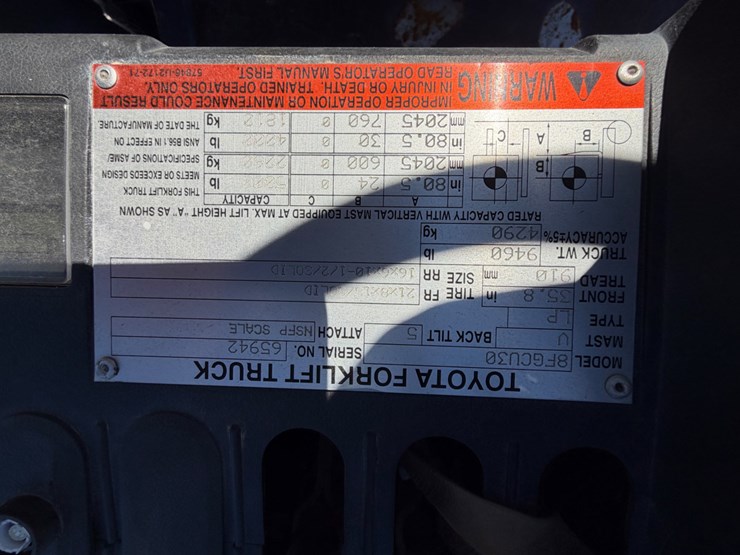 TOYOTA FORKLIFT TRUCK
MODEL 8FGCU30 SERIAL NO. 65942
MAST V BACK TILT 5 ATTACH NSFP SCALE
TYPE LP
FRONT TREAD 35.8 in TIRE FR
910 mm SIZE RR 16x6x10-1/2/SOLID
TRUCK WT. 9460 lb
ACCURACY±5% 4290 kg
RATED CAPACITY WITH VERTICAL MAST EQUIPPED AT MAX LIFT HEIGHT "A" AS SHOWN
A B C CAPACITY
in 80.5 24 0 lb
mm 2045 600 0 kg
in 80.5 30 0 lb
mm 2045 760 0 1812 kg
B A C
B
THIS FORKLIFT TRUCK
MEETS OR EXCEEDS DESIGN
SPECIFICATIONS OF ASME/
ANSI B56.1 IN EFFECT ON
THE DATE OF MANUFACTURE.
WARNING
IMPROPER OPERATION OR MAINTENANCE COULD RESULT
IN INJURY OR DEATH. TRAINED OPERATORS ONLY.
READ OPERATOR'S MANUAL FIRST.